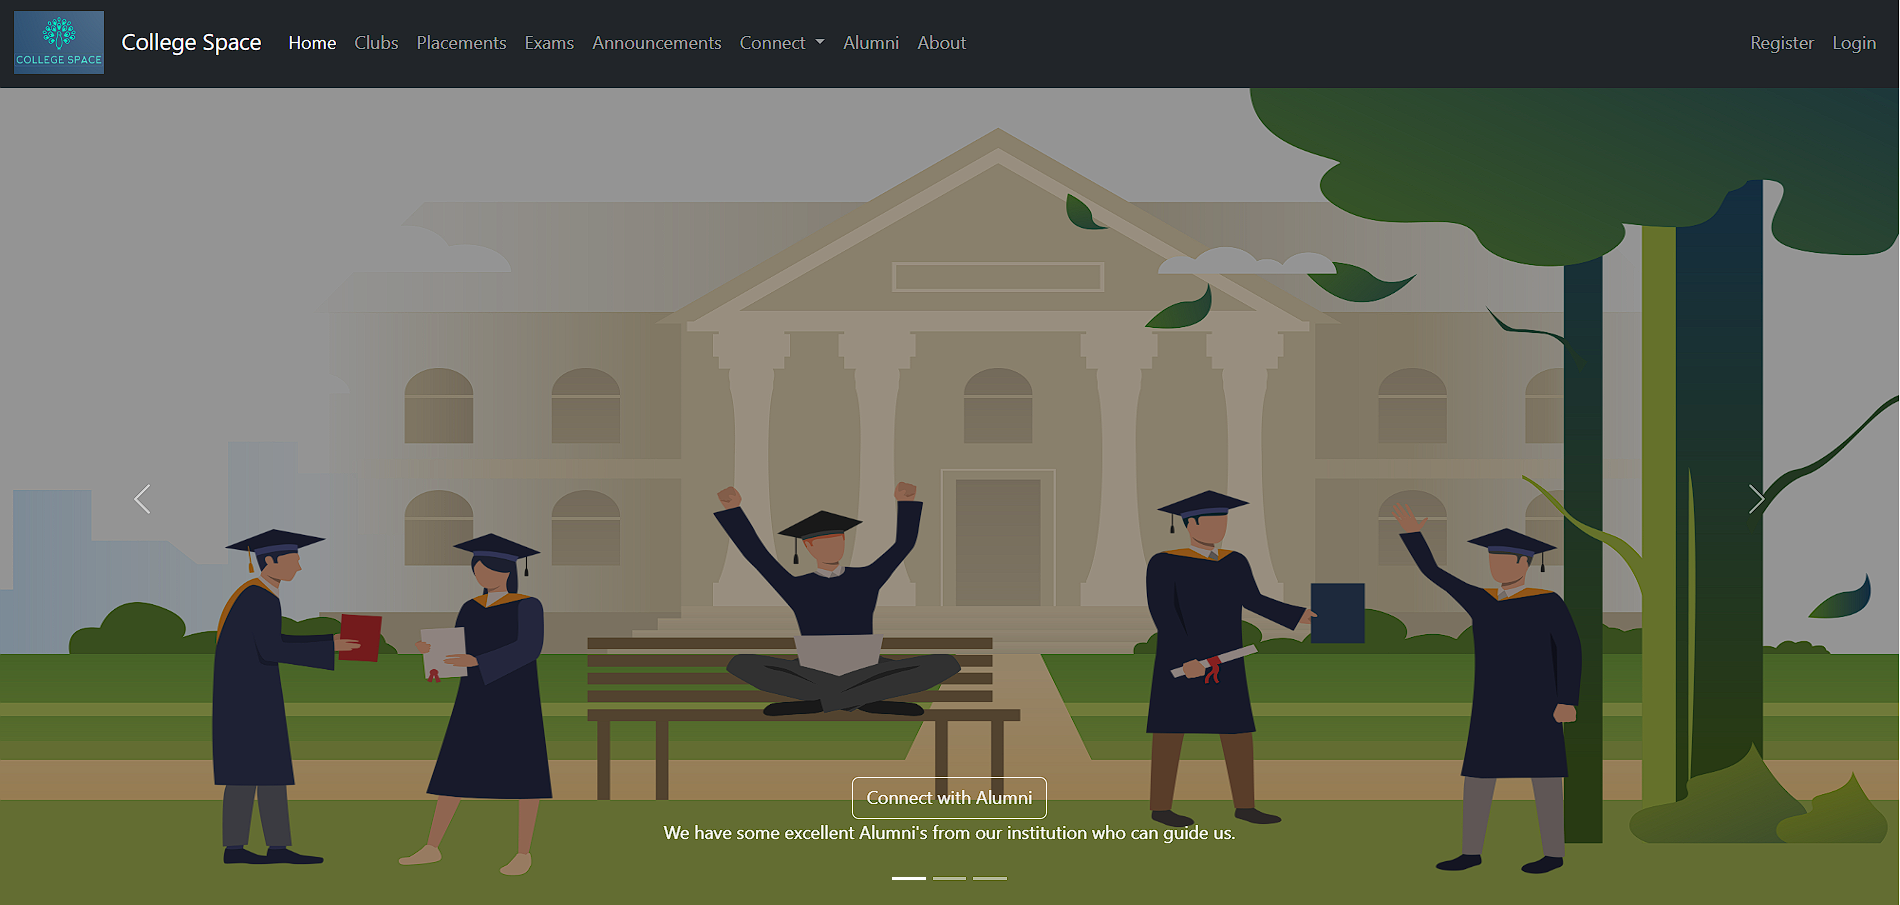 COLLEGE SPACE
College Space
Home
Clubs
Placements
Exams
Announcements
Connect
Alumni
About
Register
Login
Connect with Alumni
We have some excellent Alumni's from our institution who can guide us.